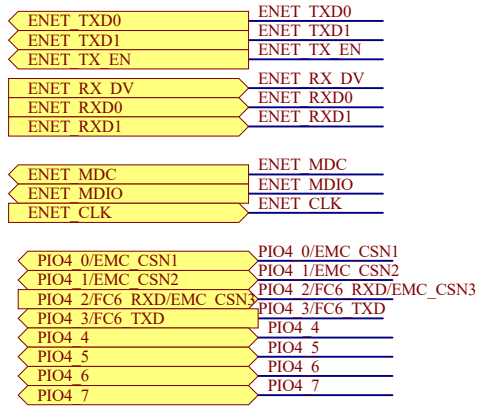 ENET_TXD0 ENET_TXD0
ENET_TXD1 ENET_TXD1
ENET_TX_EN ENET_TX_EN
ENET_RX_DV ENET_RX_DV
ENET_RXD0 ENET_RXD0
ENET_RXD1 ENET_RXD1
ENET_MDC ENET_MDC
ENET_MDIO ENET_MDIO
ENET_CLK ENET_CLK
PIO4_0/EMC_CSN1 PIO4_0/EMC_CSN1
PIO4_1/EMC_CSN2 PIO4_1/EMC_CSN2
PIO4_2/FC6_RXD/EMC_CSN3 PIO4_2/FC6_RXD/EMC_CSN3
PIO4_3/FC6_TXD PIO4_3/FC6_TXD
PIO4_4 PIO4_4
PIO4_5 PIO4_5
PIO4_6 PIO4_6
PIO4_7 PIO4_7